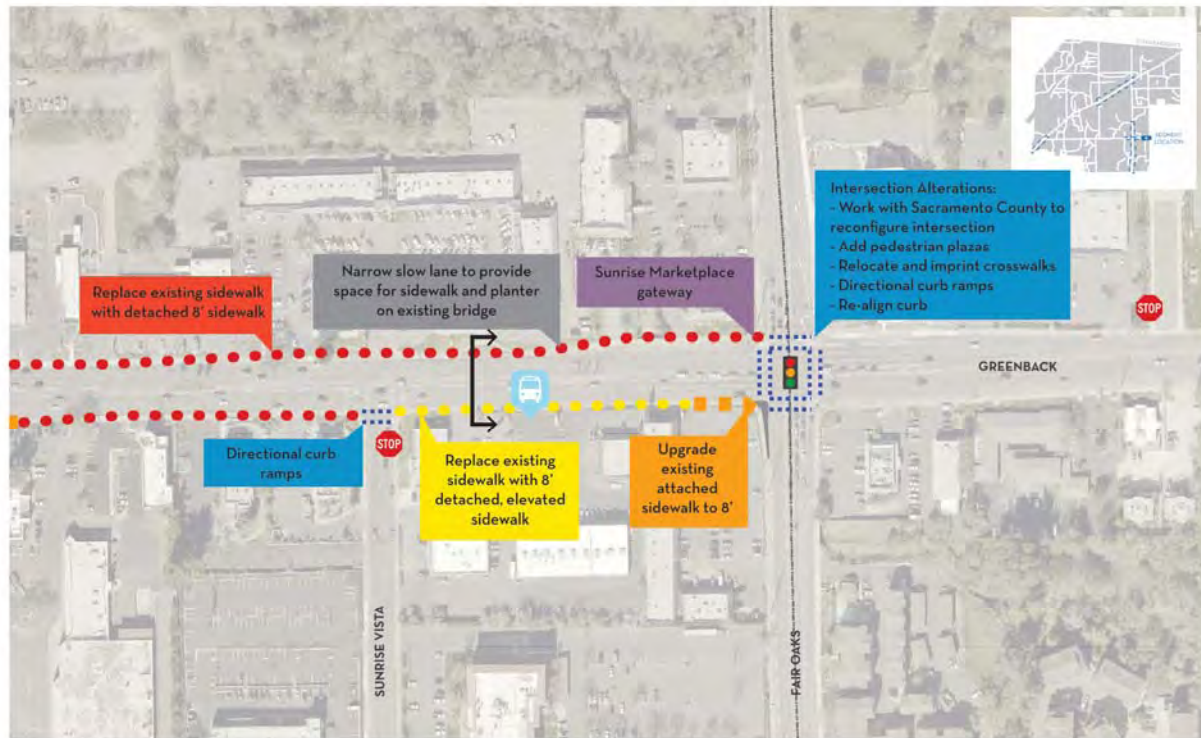 SEGMENT
LOCATION
Intersection Alterations:
- Work with Sacramento County to
reconfigure intersection
- Add pedestrian plazas
- Relocate and imprint crosswalks
- Directional curb ramps
- Re-align curb
Replace existing sidewalk
with detached 8' sidewalk
Narrow slow lane to provide
space for sidewalk and planter
on existing bridge
Sunrise Marketplace
gateway
STOP
GREENBACK
Directional curb
ramps
STOP
Replace existing
sidewalk with 8'
detached, elevated
sidewalk
Upgrade
existing
attached
sidewalk to 8'
SUNRISE VISTA
FAIR OAKS